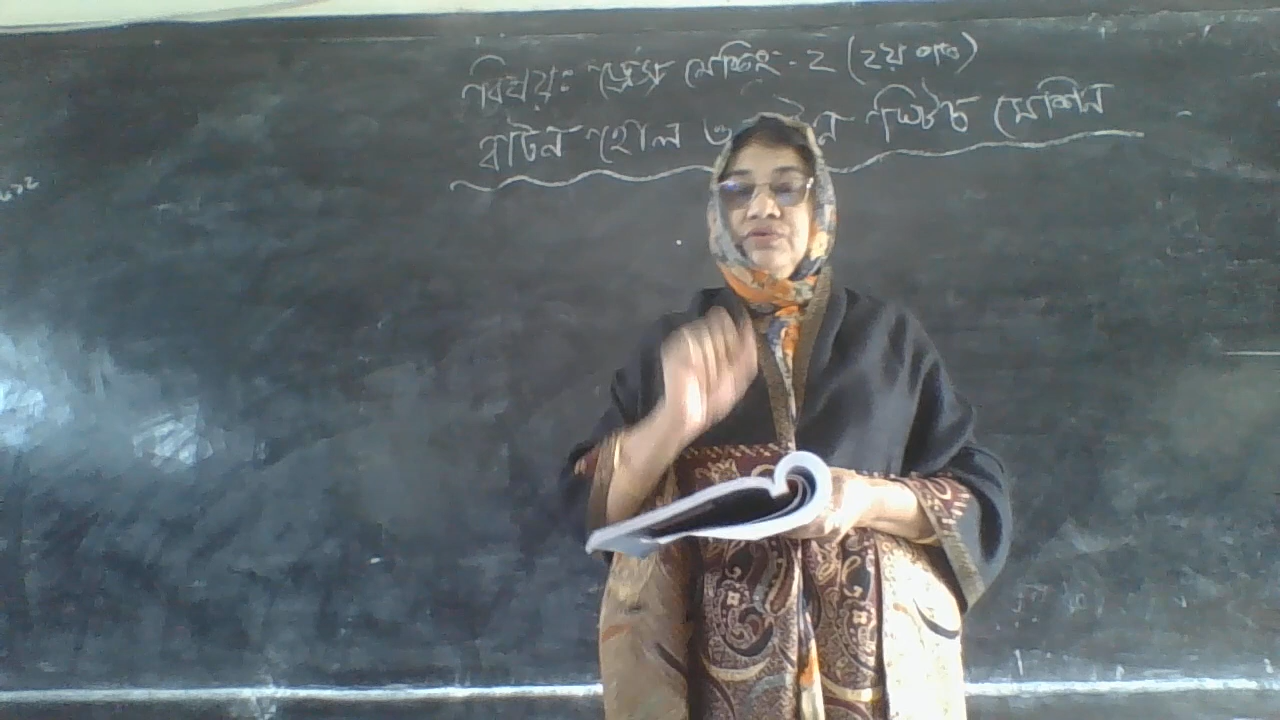 বিষয়ঃ ড্রেস মেকিং-২ (২য় পত্র)
বাটন হোল ও স্টিচ মেশিন